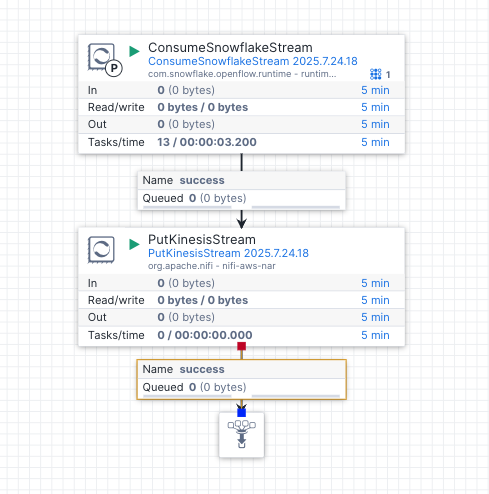 ConsumeSnowflakeStream
ConsumeSnowflakeStream 2025.7.24.18
com.snowflake.openflow.runtime - runtim...
1
P
In 0 (0 bytes) 5 min
Read/write 0 bytes / 0 bytes 5 min
Out 0 (0 bytes) 5 min
Tasks/time 13 / 00:00:03.200 5 min
Name success
Queued 0 (0 bytes)
PutKinesisStream
PutKinesisStream 2025.7.24.18
org.apache.nifi - nifi-aws-nar
In 0 (0 bytes) 5 min
Read/write 0 bytes / 0 bytes 5 min
Out 0 (0 bytes) 5 min
Tasks/time 0 / 00:00:00.000 5 min
Name success
Queued 0 (0 bytes)